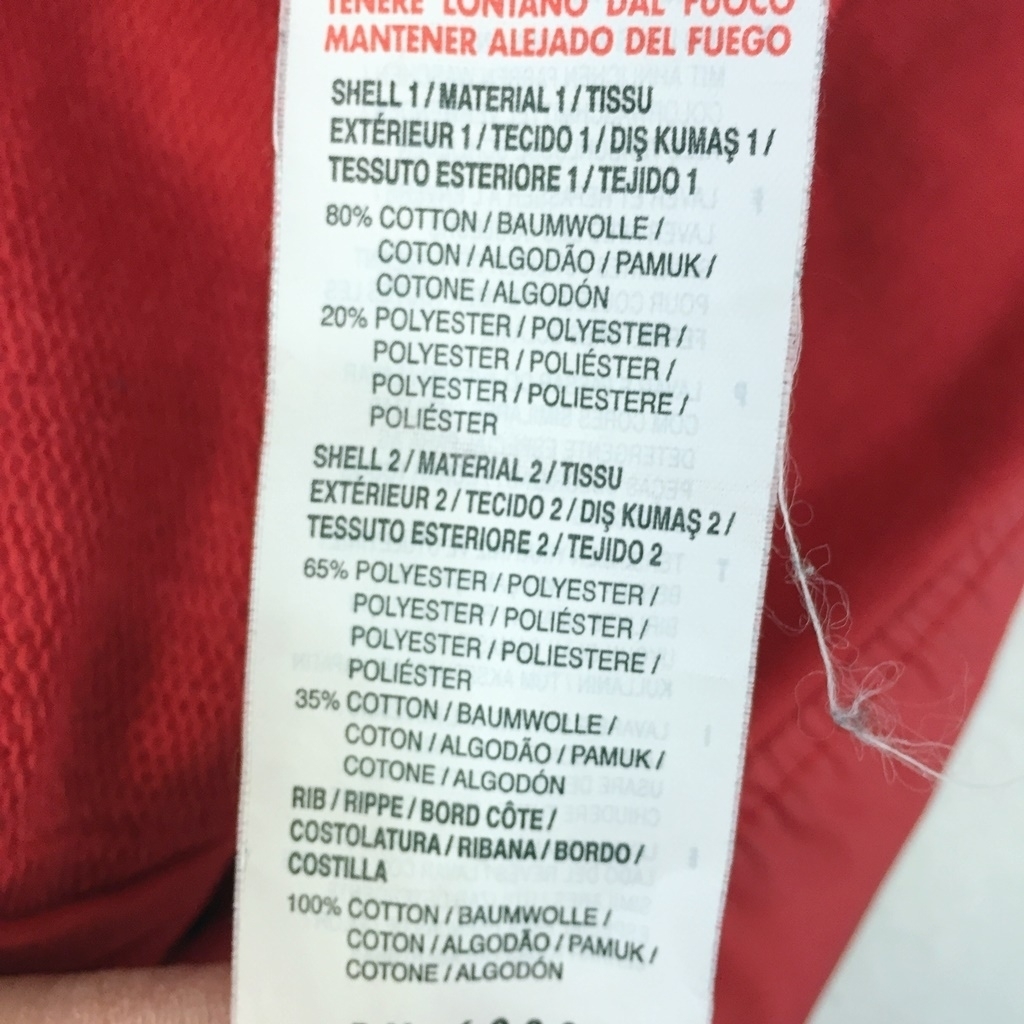 TENERE LONTANO DAL FUOCO
MANTENER ALEJADO DEL FUEGO
SHELL 1 / MATERIAL 1 / TISSU
EXTÉRIEUR 1 / TECIDO 1 / DIŞ KUMAŞ 1 /
TESSUTO ESTERIORE 1 / TEJIDO 1
80% COTTON / BAUMWOLLE /
COTON / ALGODÃO / PAMUK /
COTONE / ALGODÓN
20% POLYESTER / POLYESTER /
POLYESTER / POLIÉSTER /
POLYESTER / POLIESTERE /
POLIÉSTER
SHELL 2 / MATERIAL 2 / TISSU
EXTÉRIEUR 2 / TECIDO 2 / DIŞ KUMAŞ 2 /
TESSUTO ESTERIORE 2 / TEJIDO 2
65% POLYESTER / POLYESTER /
POLYESTER / POLIÉSTER /
POLYESTER / POLIESTERE /
POLIÉSTER
35% COTTON / BAUMWOLLE /
COTON / ALGODÃO / PAMUK /
COTONE / ALGODÓN
RIB / RIPPE / BORD CÔTE /
COSTOLATURA / RIBANA / BORDO /
COSTILLA
100% COTTON / BAUMWOLLE /
COTON / ALGODÃO / PAMUK /
COTONE / ALGODÓN